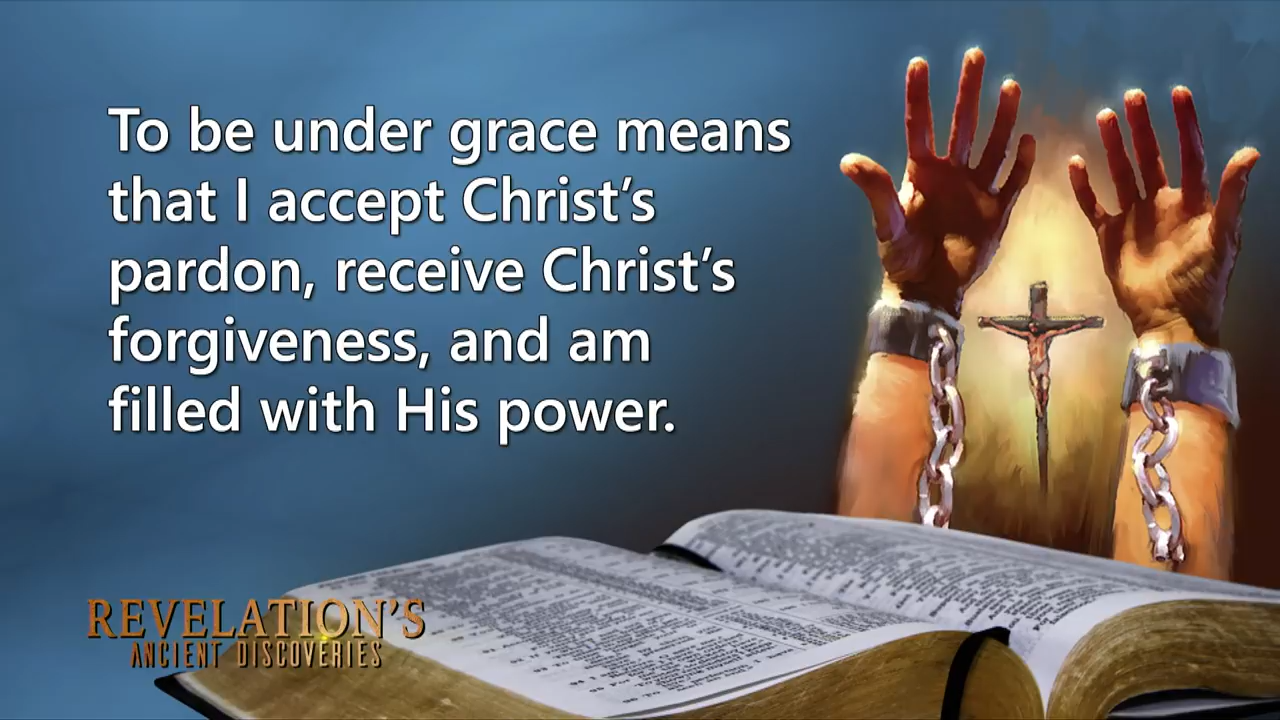 To be under grace means
that I accept Christ's
pardon, receive Christ's
forgiveness, and am
filled with His power.
REVELATION'S
ANCIENT DISCOVERIES